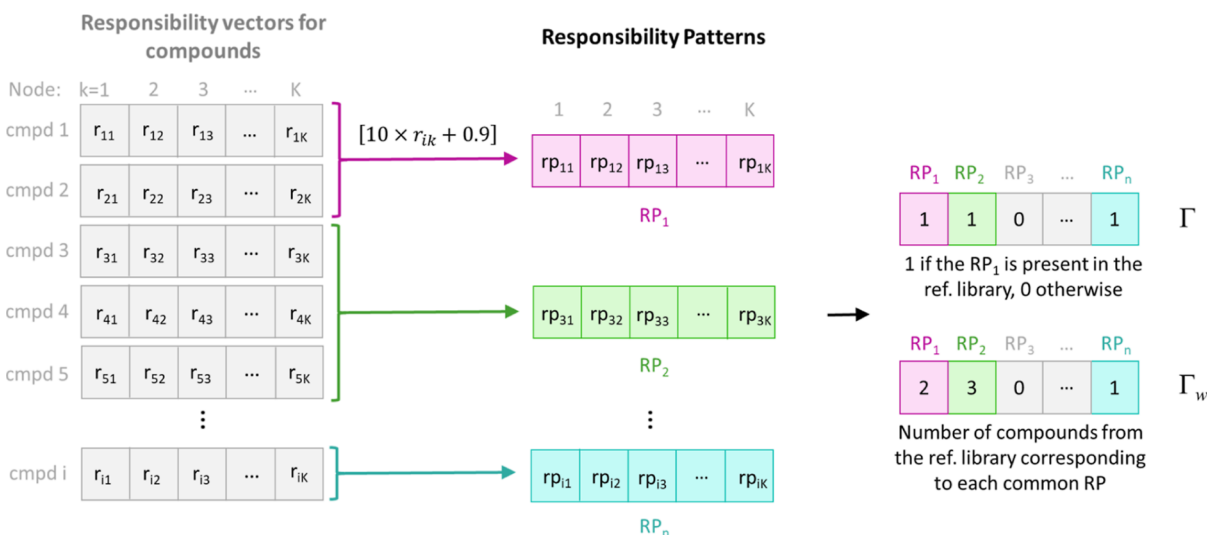 Responsibility vectors for
compounds
Responsibility Patterns
Node: k=1 2 3 ... K
cmpd 1 r₁₁ r₁₂ r₁₃ ... r₁K
[10 × rᵢₖ + 0.9]
1 2 3 ... K
rp₁₁ rp₁₂ rp₁₃ ... rp₁K
RP₁
cmpd 2 r₂₁ r₂₂ r₂₃ ... r₂K
cmpd 3 r₃₁ r₃₂ r₃₃ ... r₃K
cmpd 4 r₄₁ r₄₂ r₄₃ ... r₄K
rp₃₁ rp₃₂ rp₃₃ ... rp₃K
RP₂
cmpd 5 r₅₁ r₅₂ r₅₃ ... r₅K
⋮ ⋮
cmpd i rᵢ₁ rᵢ₂ rᵢ₃ ... rᵢK
rpᵢ₁ rpᵢ₂ rpᵢ₃ ... rpᵢK
RPₙ
RP₁ RP₂ RP₃ ... RPₙ
1 1 0 ... 1 Γ
1 if the RP₁ is present in the
ref. library, 0 otherwise
RP₁ RP₂ RP₃ ... RPₙ
2 3 0 ... 1 Γw
Number of compounds from
the ref. library corresponding
to each common RP